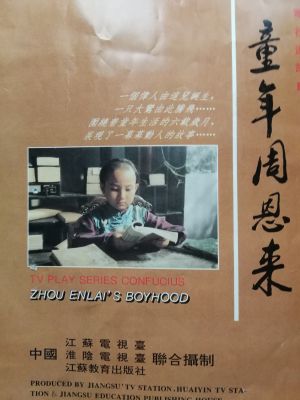 童年周恩来
一個偉人由這兒誕生，
一只大鸞由此騰飛……
圍繞着童年生活的六載歲月，
展現了一幕幕動人的故事……
TV PLAY SERIES CONFUCIUS
ZHOU ENLAI'S BOYHOOD
江蘇電視臺
中國 淮陰電視臺 聯合攝制
江蘇教育出版社
PRODUCED BY JIANGSU TV STATION, HUAIYIN TV STA-
TION & JIANGSU EDUCATION PUBLISHING HOUSE